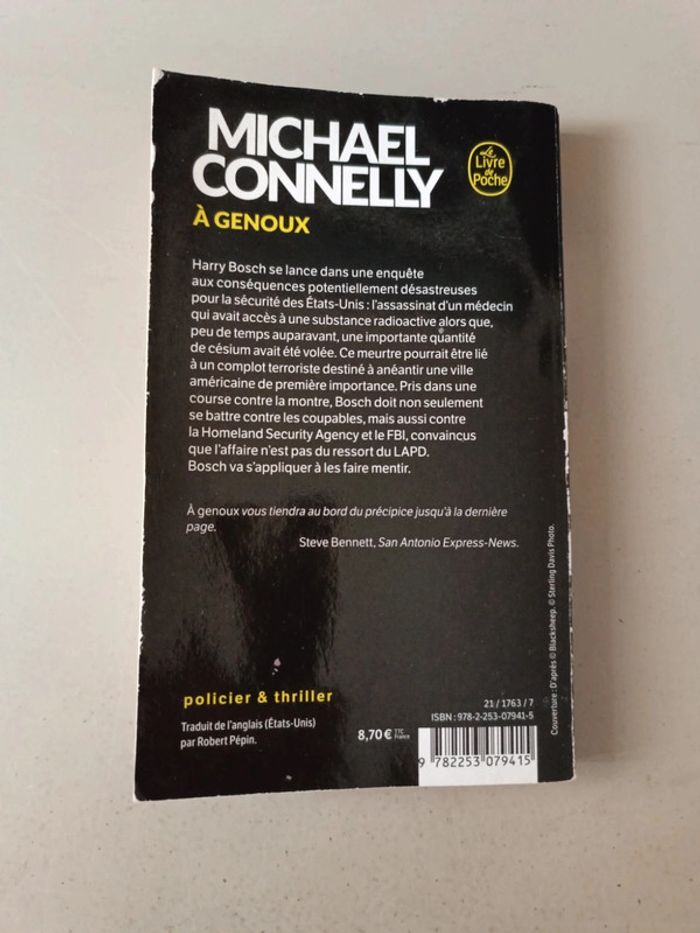 MICHAEL
CONNELLY
À GENOUX
Le
Livre
de
Poche
Harry Bosch se lance dans une enquête
aux conséquences potentiellement désastreuses
pour la sécurité des États-Unis : l'assassinat d'un médecin
qui avait accès à une substance radioactive alors que,
peu de temps auparavant, une importante quantité
de césium avait été volée. Ce meurtre pourrait être lié
à un complot terroriste destiné à anéantir une ville
américaine de première importance. Pris dans une
course contre la montre, Bosch doit non seulement
se battre contre les coupables, mais aussi contre
la Homeland Security Agency et le FBI, convaincus
que l'affaire n'est pas du ressort du LAPD.
Bosch va s'appliquer à les faire mentir.
À genoux vous tiendra au bord du précipice jusqu'à la dernière
page.
Steve Bennett, San Antonio Express-News.
policier & thriller
Traduit de l'anglais (États-Unis)
par Robert Pépin.
8,70 € TTC
France
21 / 1763 / 7
ISBN : 978-2-253-07941-5
9 782253 079415
Couverture : D'après © Blacksheep. © Sterling Davis Photo.